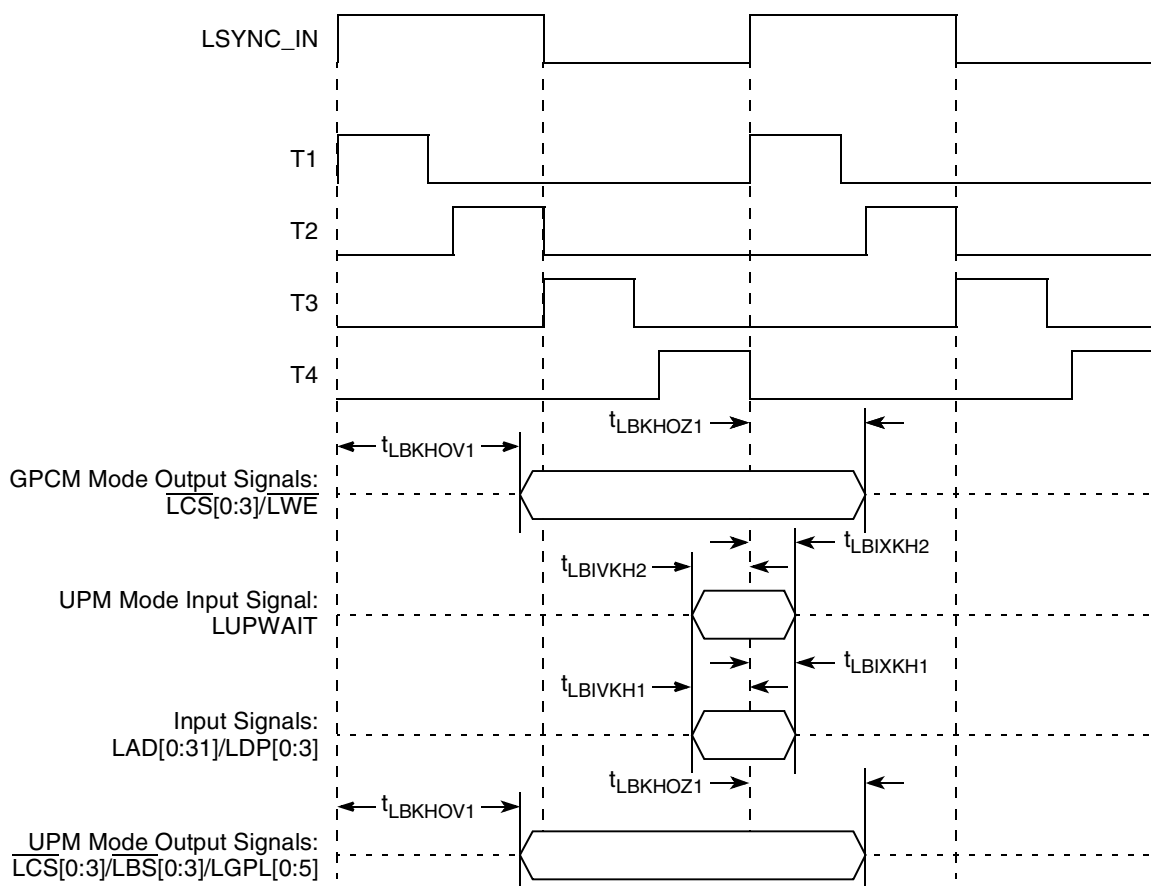 LSYNC_IN
T1
T2
T3
T4
tLBKHOZ1
tLBKHOV1
GPCM Mode Output Signals:
LCS[0:3]/LWE
tLBIXKH2
tLBIVKH2
UPM Mode Input Signal:
LUPWAIT
tLBIXKH1
tLBIVKH1
Input Signals:
LAD[0:31]/LDP[0:3]
tLBKHOZ1
tLBKHOV1
UPM Mode Output Signals:
LCS[0:3]/LBS[0:3]/LGPL[0:5]